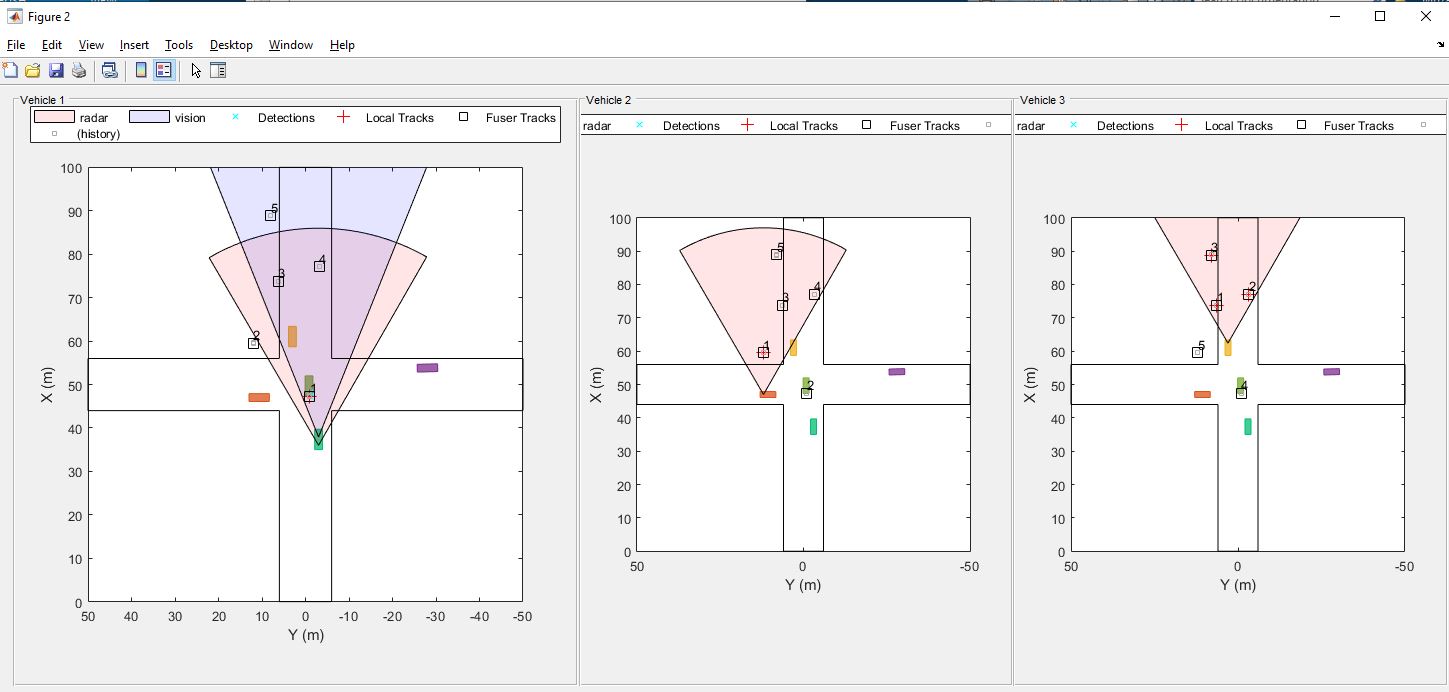 Figure 2
File Edit View Insert Tools Desktop Window Help
Vehicle 1
radar vision Detections Local Tracks Fuser Tracks
(history)
100
90
80
70
60
50
40
30
20
10
0
X (m)
5
4
3
2
1
50 40 30 20 10 0 -10 -20 -30 -40 -50
Y (m)
Vehicle 2
radar Detections Local Tracks Fuser Tracks
100
90
80
70
60
50
40
30
20
10
0
X (m)
5
4
3
1
2
50 0 -50
Y (m)
Vehicle 3
radar Detections Local Tracks Fuser Tracks
100
90
80
70
60
50
40
30
20
10
0
X (m)
3
2
1
5
4
50 0 -50
Y (m)